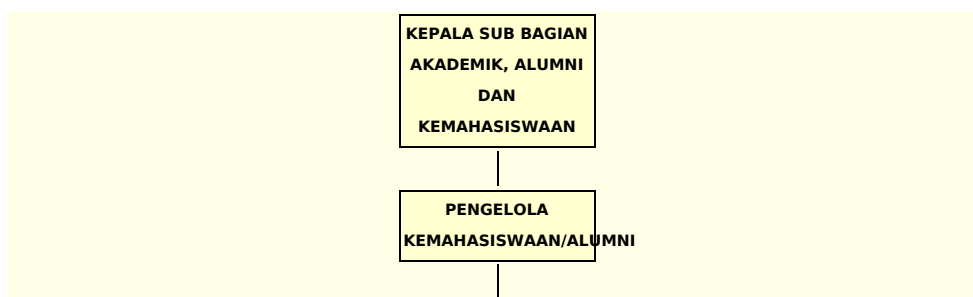 KEPALA SUB BAGIAN
AKADEMIK, ALUMNI
DAN
KEMAHASISWAAN
PENGELOLA
KEMAHASISWAAN/ALUMNI